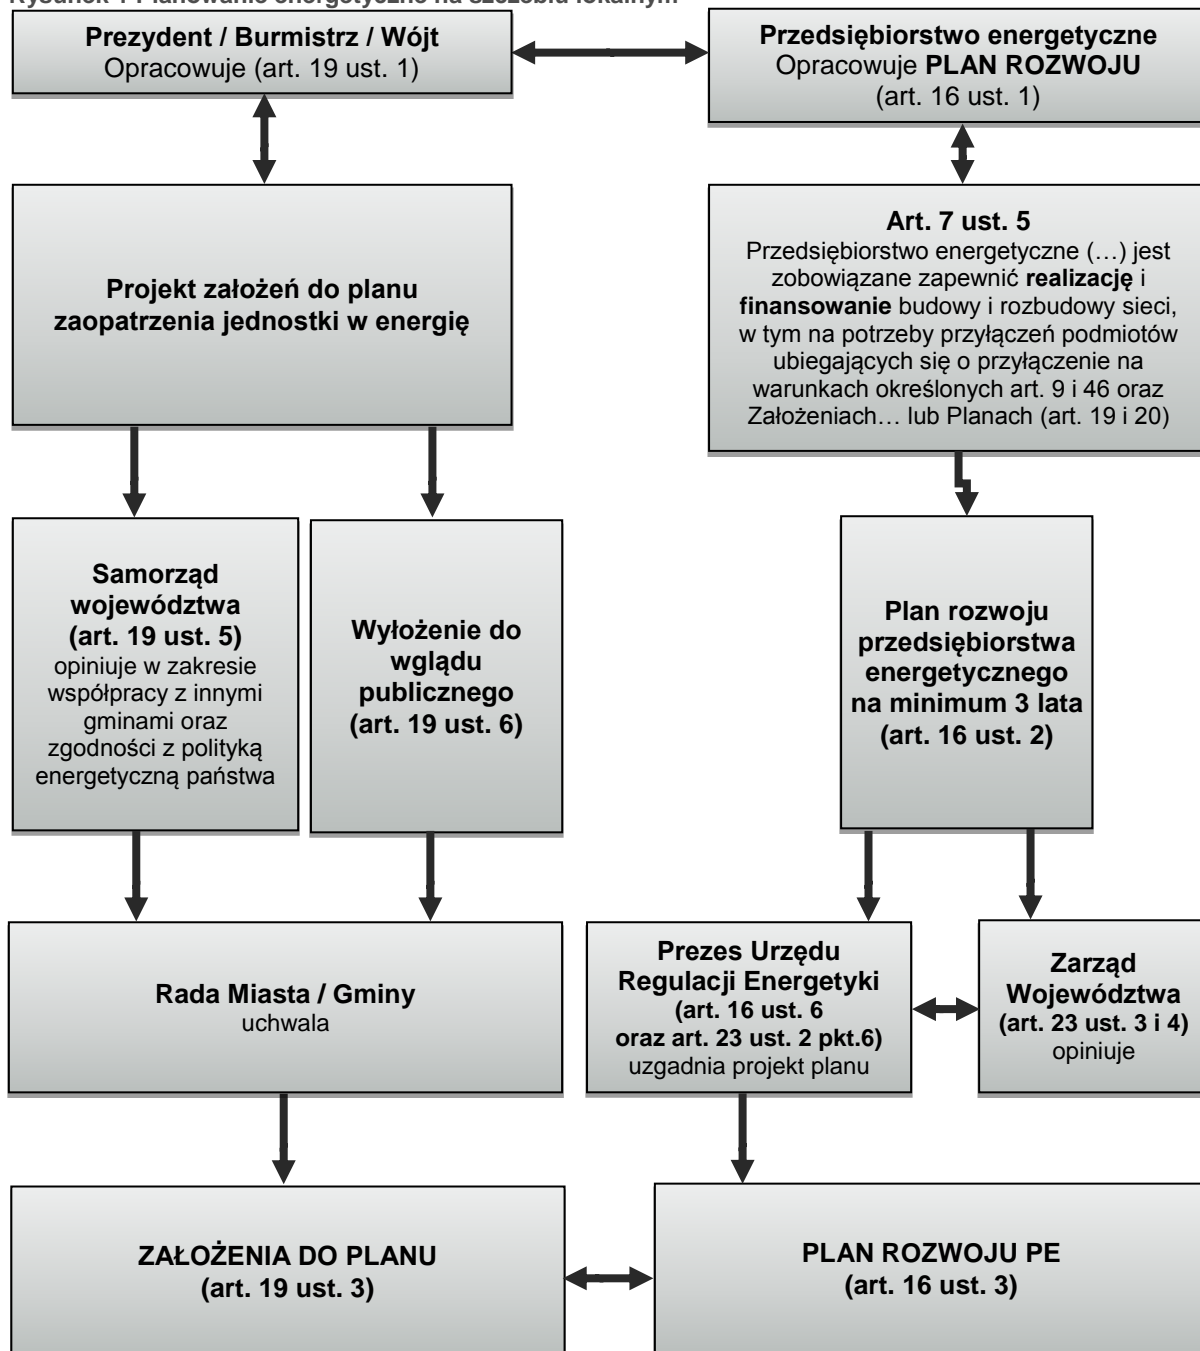 Rysunek 1 Planowanie energetyczne na szczeblu lokalnym
Prezydent / Burmistrz / Wójt
Opracowuje (art. 19 ust. 1)
Przedsiębiorstwo energetyczne
Opracowuje PLAN ROZWOJU
(art. 16 ust. 1)
Projekt założeń do planu
zaopatrzenia jednostki w energię
Art. 7 ust. 5
Przedsiębiorstwo energetyczne (…) jest
zobowiązane zapewnić realizację i
finansowanie budowy i rozbudowy sieci,
w tym na potrzeby przyłączeń podmiotów
ubiegających się o przyłączenie na
warunkach określonych art. 9 i 46 oraz
Założeniach… lub Planach (art. 19 i 20)
Samorząd
województwa
(art. 19 ust. 5)
opiniuje w zakresie
współpracy z innymi
gminami oraz
zgodności z polityką
energetyczną państwa
Wyłożenie do
wglądu
publicznego
(art. 19 ust. 6)
Plan rozwoju
przedsiębiorstwa
energetycznego
na minimum 3 lata
(art. 16 ust. 2)
Rada Miasta / Gminy
uchwala
Prezes Urzędu
Regulacji Energetyki
(art. 16 ust. 6
oraz art. 23 ust. 2 pkt.6)
uzgadnia projekt planu
Zarząd
Województwa
(art. 23 ust. 3 i 4)
opiniuje
ZAŁOŻENIA DO PLANU
(art. 19 ust. 3)
PLAN ROZWOJU PE
(art. 16 ust. 3)